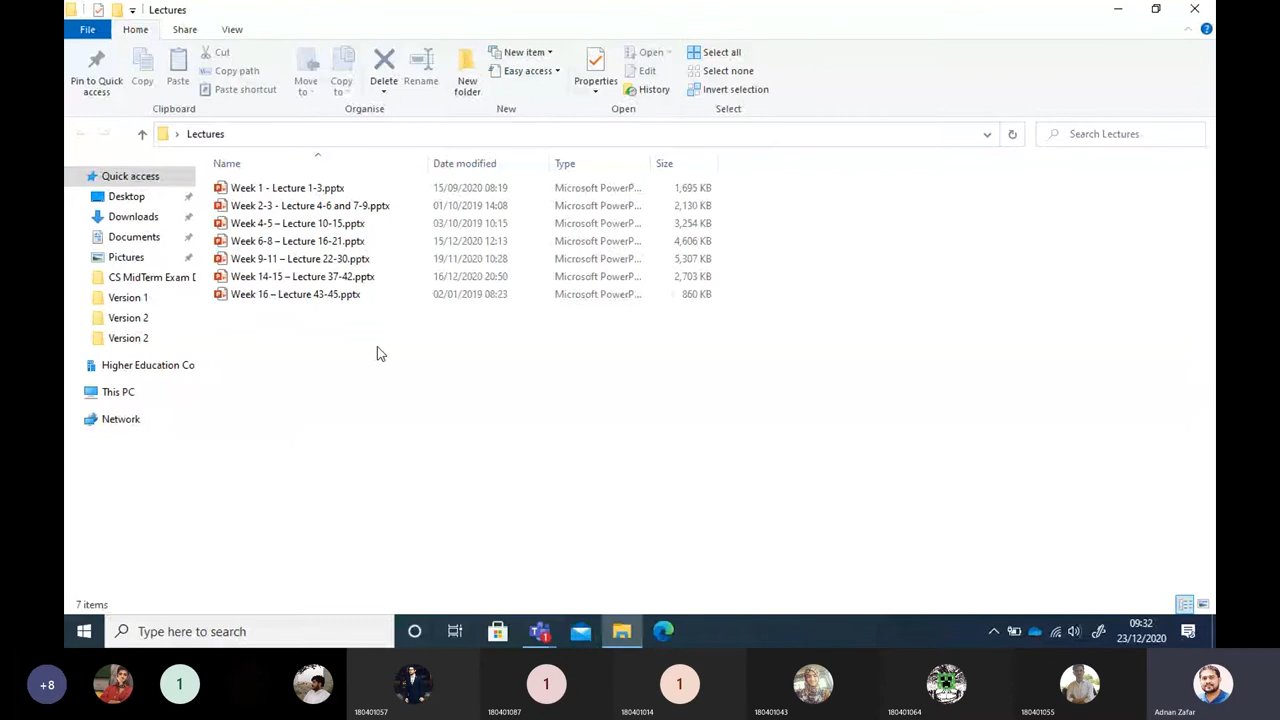 Lectures
File Home Share View
Pin to Quick access
Copy
Paste
Cut
Copy path
Paste shortcut
Clipboard
Move to
Copy to
Delete
Rename
Organise
New folder
New item
Easy access
New
Properties
Open
Edit
History
Open
Select all
Select none
Invert selection
Select
Lectures
Search Lectures
Name Date modified Type Size
Week 1 - Lecture 1-3.pptx 15/09/2020 08:19 Microsoft PowerP... 1,695 KB
Week 2-3 - Lecture 4-6 and 7-9.pptx 01/10/2019 14:08 Microsoft PowerP... 2,130 KB
Week 4-5 – Lecture 10-15.pptx 03/10/2019 10:15 Microsoft PowerP... 3,254 KB
Week 6-8 – Lecture 16-21.pptx 15/12/2020 12:13 Microsoft PowerP... 4,606 KB
Week 9-11 – Lecture 22-30.pptx 19/11/2020 10:28 Microsoft PowerP... 5,307 KB
Week 14-15 – Lecture 37-42.pptx 16/12/2020 20:50 Microsoft PowerP... 2,703 KB
Week 16 – Lecture 43-45.pptx 02/01/2019 08:23 Microsoft PowerP... 860 KB
Quick access
Desktop
Downloads
Documents
Pictures
CS MidTerm Exam D
Version 1
Version 2
Version 2
Higher Education Co
This PC
Network
7 items
Type here to search
09:32
23/12/2020
+8
1
180401057
1
180401087
1
180401014
180401043
180401064
180401055
Adnan Zafar